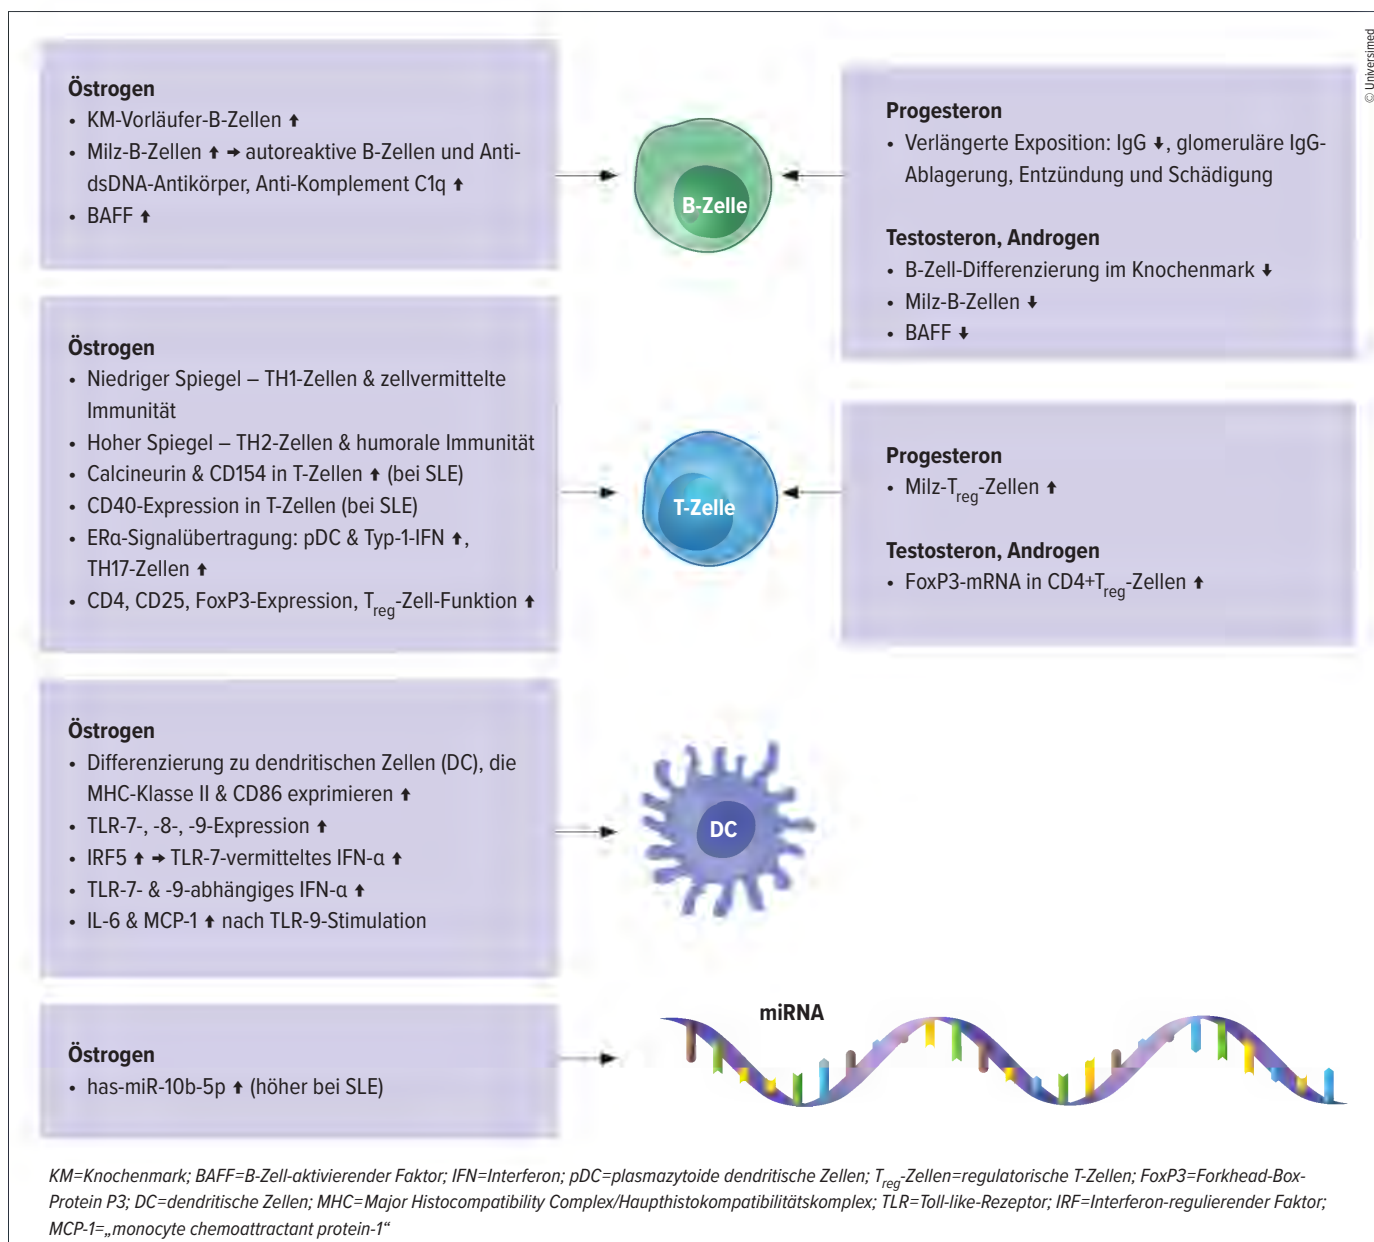 © Universimed
Östrogen
• KM-Vorläufer-B-Zellen ⬆
• Milz-B-Zellen ⬆ ➔ autoreaktive B-Zellen und Anti-
dsDNA-Antikörper, Anti-Komplement C1q ⬆
• BAFF ⬆
B-Zelle
Progesteron
• Verlängerte Exposition: IgG ⬇, glomeruläre IgG-
Ablagerung, Entzündung und Schädigung
Testosteron, Androgen
• B-Zell-Differenzierung im Knochenmark ⬇
• Milz-B-Zellen ⬇
• BAFF ⬇
Östrogen
• Niedriger Spiegel – TH1-Zellen & zellvermittelte
Immunität
• Hoher Spiegel – TH2-Zellen & humorale Immunität
• Calcineurin & CD154 in T-Zellen ⬆ (bei SLE)
• CD40-Expression in T-Zellen (bei SLE)
• ERα-Signalübertragung: pDC & Typ-1-IFN ⬆,
TH17-Zellen ⬆
• CD4, CD25, FoxP3-Expression, Treg-Zell-Funktion ⬆
T-Zelle
Progesteron
• Milz-Treg-Zellen ⬆
Testosteron, Androgen
• FoxP3-mRNA in CD4+Treg-Zellen ⬆
Östrogen
• Differenzierung zu dendritischen Zellen (DC), die
MHC-Klasse II & CD86 exprimieren ⬆
• TLR-7-, -8-, -9-Expression ⬆
• IRF5 ⬆ ➔ TLR-7-vermitteltes IFN-α ⬆
• TLR-7- & -9-abhängiges IFN-α ⬆
• IL-6 & MCP-1 ⬆ nach TLR-9-Stimulation
DC
Östrogen
• has-miR-10b-5p ⬆ (höher bei SLE)
miRNA
KM=Knochenmark; BAFF=B-Zell-aktivierender Faktor; IFN=Interferon; pDC=plasmazytoide dendritische Zellen; Treg-Zellen=regulatorische T-Zellen; FoxP3=Forkhead-Box-
Protein P3; DC=dendritische Zellen; MHC=Major Histocompatibility Complex/Haupthistokompatibilitätskomplex; TLR=Toll-like-Rezeptor; IRF=Interferon-regulierender Faktor;
MCP-1=„monocyte chemoattractant protein-1“